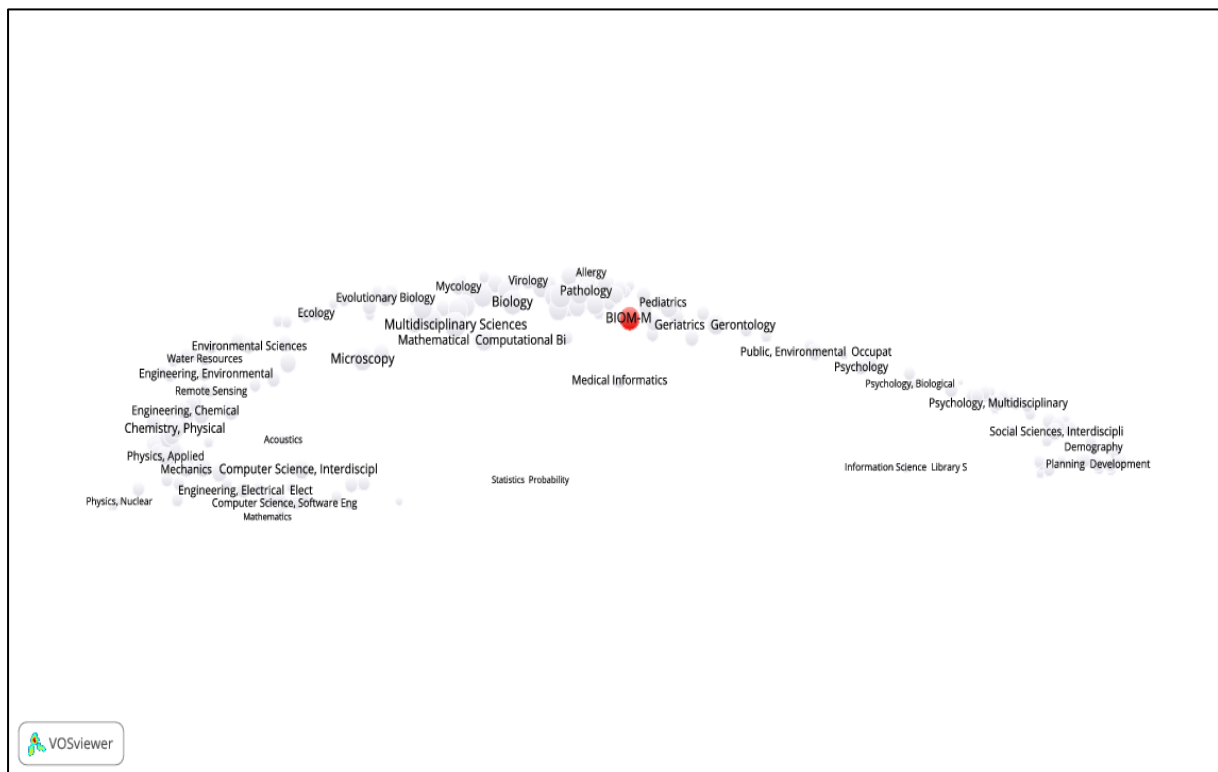 Allergy
Virology
Mycology
Pathology
Evolutionary Biology
Biology
Pediatrics
Ecology
BIOM-M
Multidisciplinary Sciences
Geriatrics Gerontology
Mathematical Computational Bi
Environmental Sciences
Public, Environmental Occupat
Water Resources
Microscopy
Psychology
Engineering, Environmental
Medical Informatics
Psychology, Biological
Remote Sensing
Psychology, Multidisciplinary
Engineering, Chemical
Chemistry, Physical
Social Sciences, Interdiscipli
Acoustics
Demography
Physics, Applied
Planning Development
Mechanics
Computer Science, Interdiscipl
Information Science Library S
Statistics Probability
Engineering, Electrical Elect
Physics, Nuclear
Computer Science, Software Eng
Mathematics
VOSviewer